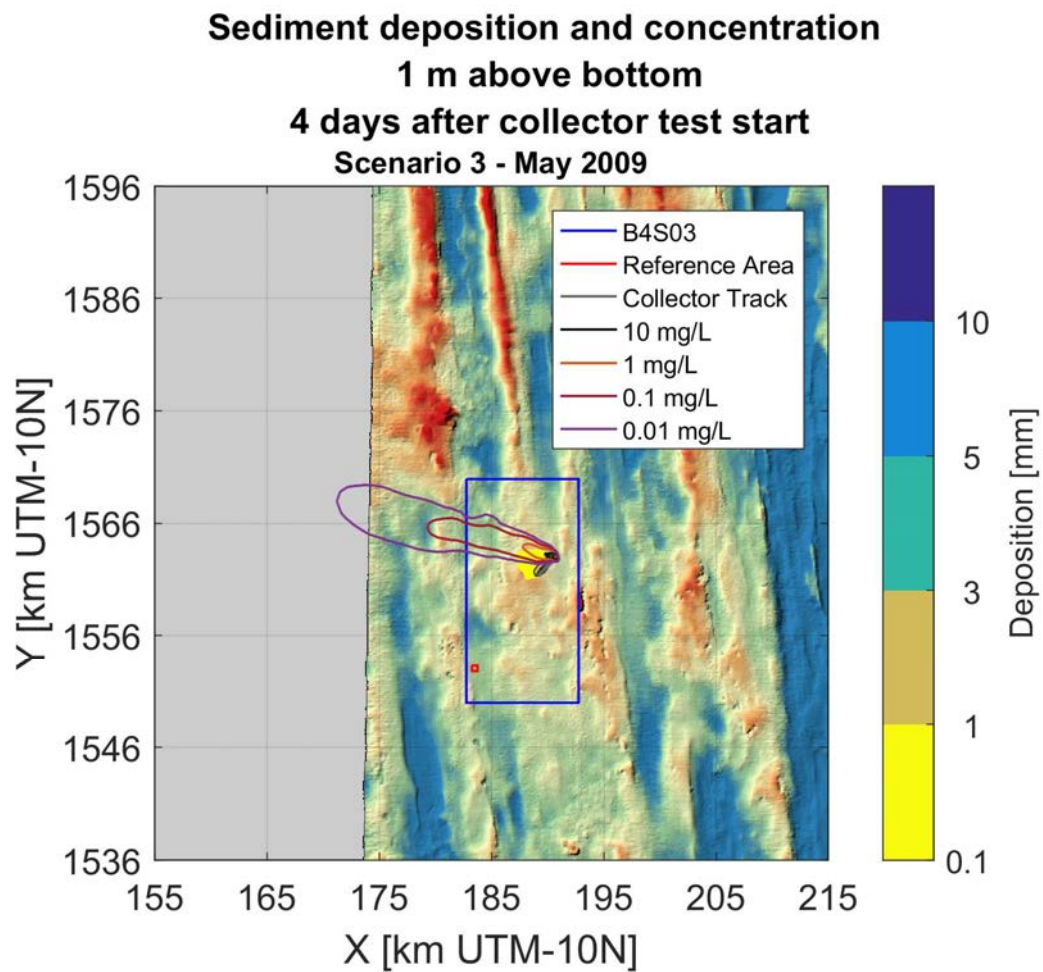 Sediment deposition and concentration
1 m above bottom
4 days after collector test start
Scenario 3 - May 2009
B4S03
Reference Area
Collector Track
10 mg/L
1 mg/L
0.1 mg/L
0.01 mg/L
1596
1586
1576
1566
1556
1546
1536
Y [km UTM-10N]
155
165
175
185
195
205
215
X [km UTM-10N]
10
5
3
1
0.1
Deposition [mm]